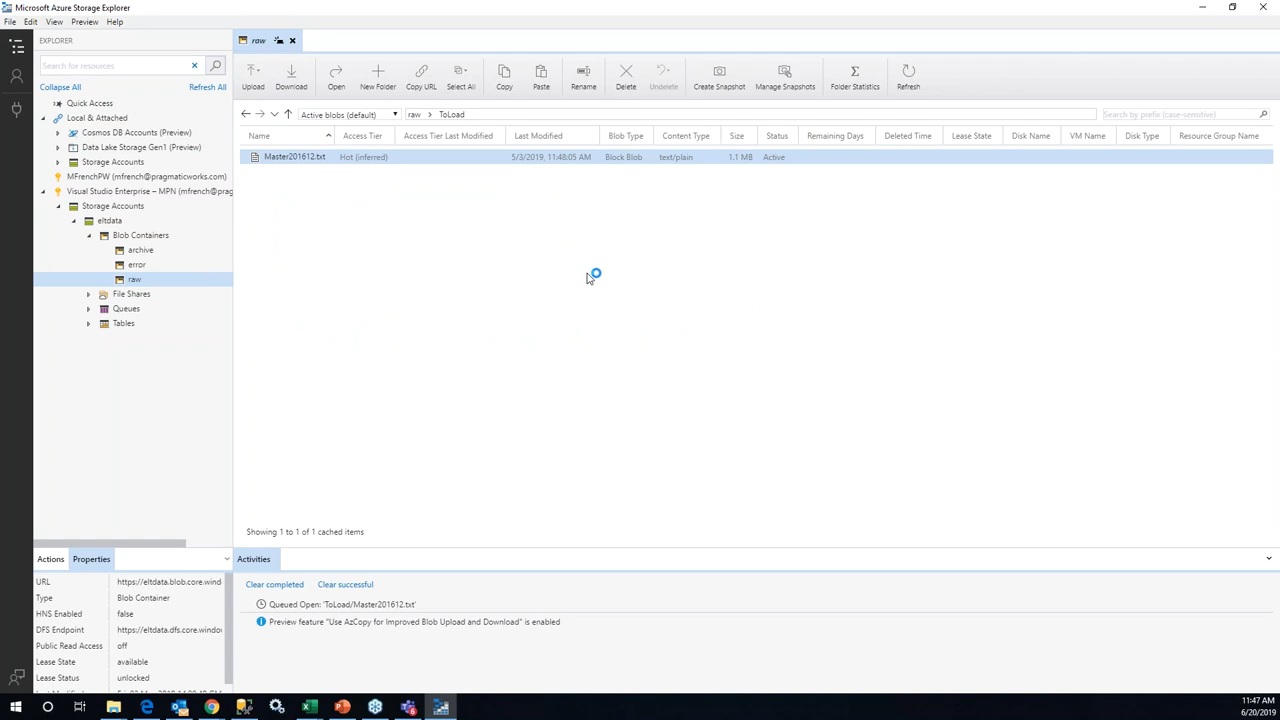 Microsoft Azure Storage Explorer
File Edit View Preview Help
EXPLORER
raw
Search for resources
Collapse All Refresh All
Quick Access
Local & Attached
Cosmos DB Accounts (Preview)
Data Lake Storage Gen1 (Preview)
Storage Accounts
MFrenchPW (mfrench@pragmaticworks.com)
Visual Studio Enterprise – MPN (mfrench@prag
Storage Accounts
eltdata
Blob Containers
archive
error
raw
File Shares
Queues
Tables
Upload Download Open New Folder Copy URL Select All Copy Paste Rename Delete Undelete Create Snapshot Manage Snapshots Folder Statistics Refresh
Active blobs (default) raw > ToLoad Search by prefix (case-sensitive)
Name Access Tier Access Tier Last Modified Last Modified Blob Type Content Type Size Status Remaining Days Deleted Time Lease State Disk Name VM Name Disk Type Resource Group Name
Master201612.txt Hot (inferred) 5/3/2019, 11:48:05 AM Block Blob text/plain 1.1 MB Active
Showing 1 to 1 of 1 cached items
Actions Properties
URL https://eltdata.blob.core.wind
Type Blob Container
HNS Enabled false
DFS Endpoint https://eltdata.dfs.core.window
Public Read Access off
Lease State available
Lease Status unlocked
Activities
Clear completed Clear successful
Queued Open: 'ToLoad/Master201612.txt'
Preview feature "Use AzCopy for Improved Blob Upload and Download" is enabled
11:47 AM
6/20/2019